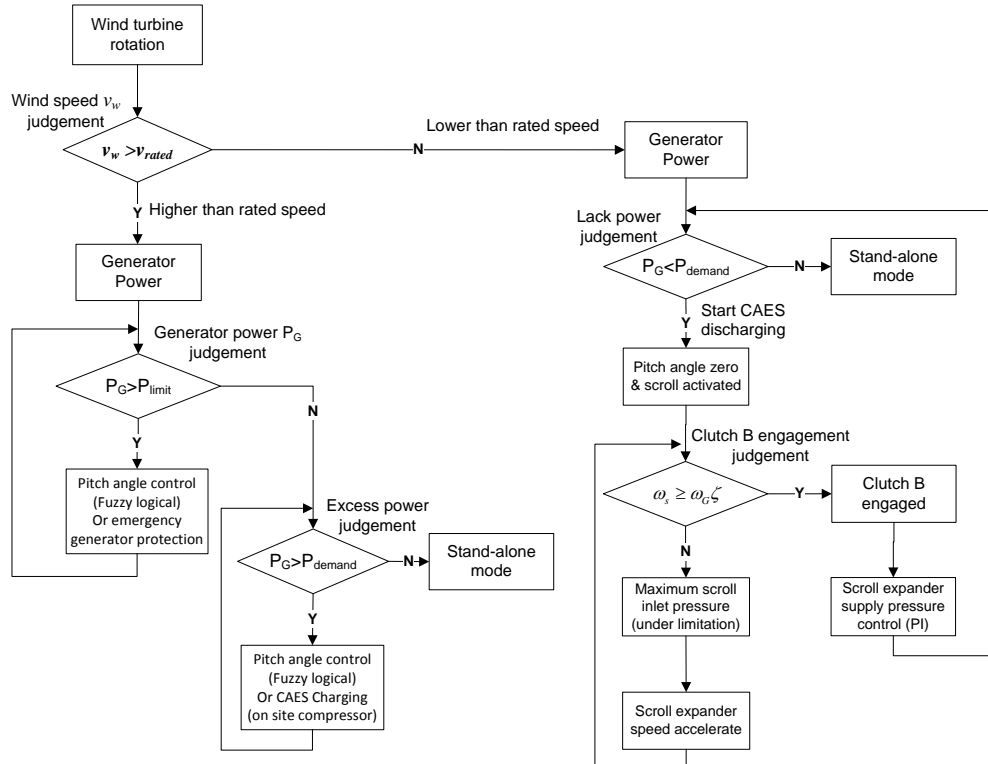 Wind turbine
rotation
Wind speed v_w
judgement
v_w >v_rated
N
Lower than rated speed
Generator
Power
Y
Higher than rated speed
Generator
Power
Generator power P_G
judgement
P_G>P_limit
N
Y
Pitch angle control
(Fuzzy logical)
Or emergency
generator protection
Excess power
judgement
P_G>P_demand
N
Stand-alone
mode
Y
Pitch angle control
(Fuzzy logical)
Or CAES Charging
(on site compressor)
Lack power
judgement
P_G<P_demand
N
Stand-alone
mode
Y
Start CAES
discharging
Pitch angle zero
& scroll activated
Clutch B engagement
judgement
ω_s ≥ ω_G ζ
Y
Clutch B
engaged
N
Maximum scroll
inlet pressure
(under limitation)
Scroll expander
supply pressure
control (PI)
Scroll expander
speed accelerate